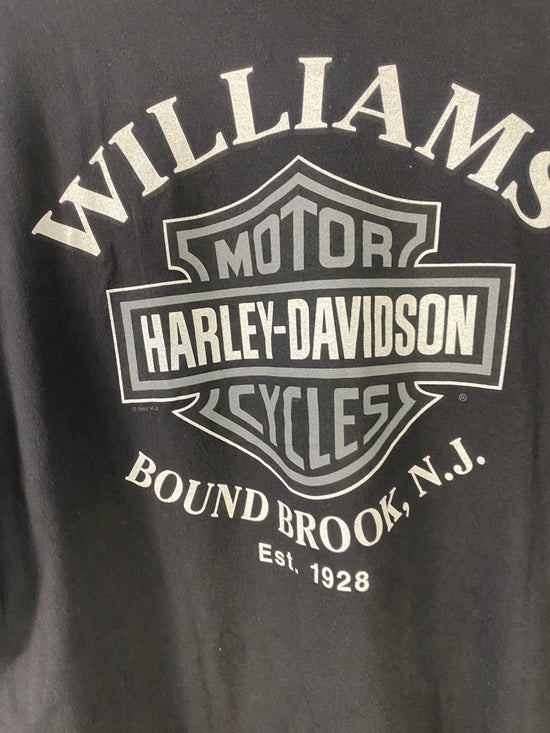 WILLIAMS
MOTOR
HARLEY-DAVIDSON
CYCLES
®
BOUND BROOK, N.J.
Est. 1928